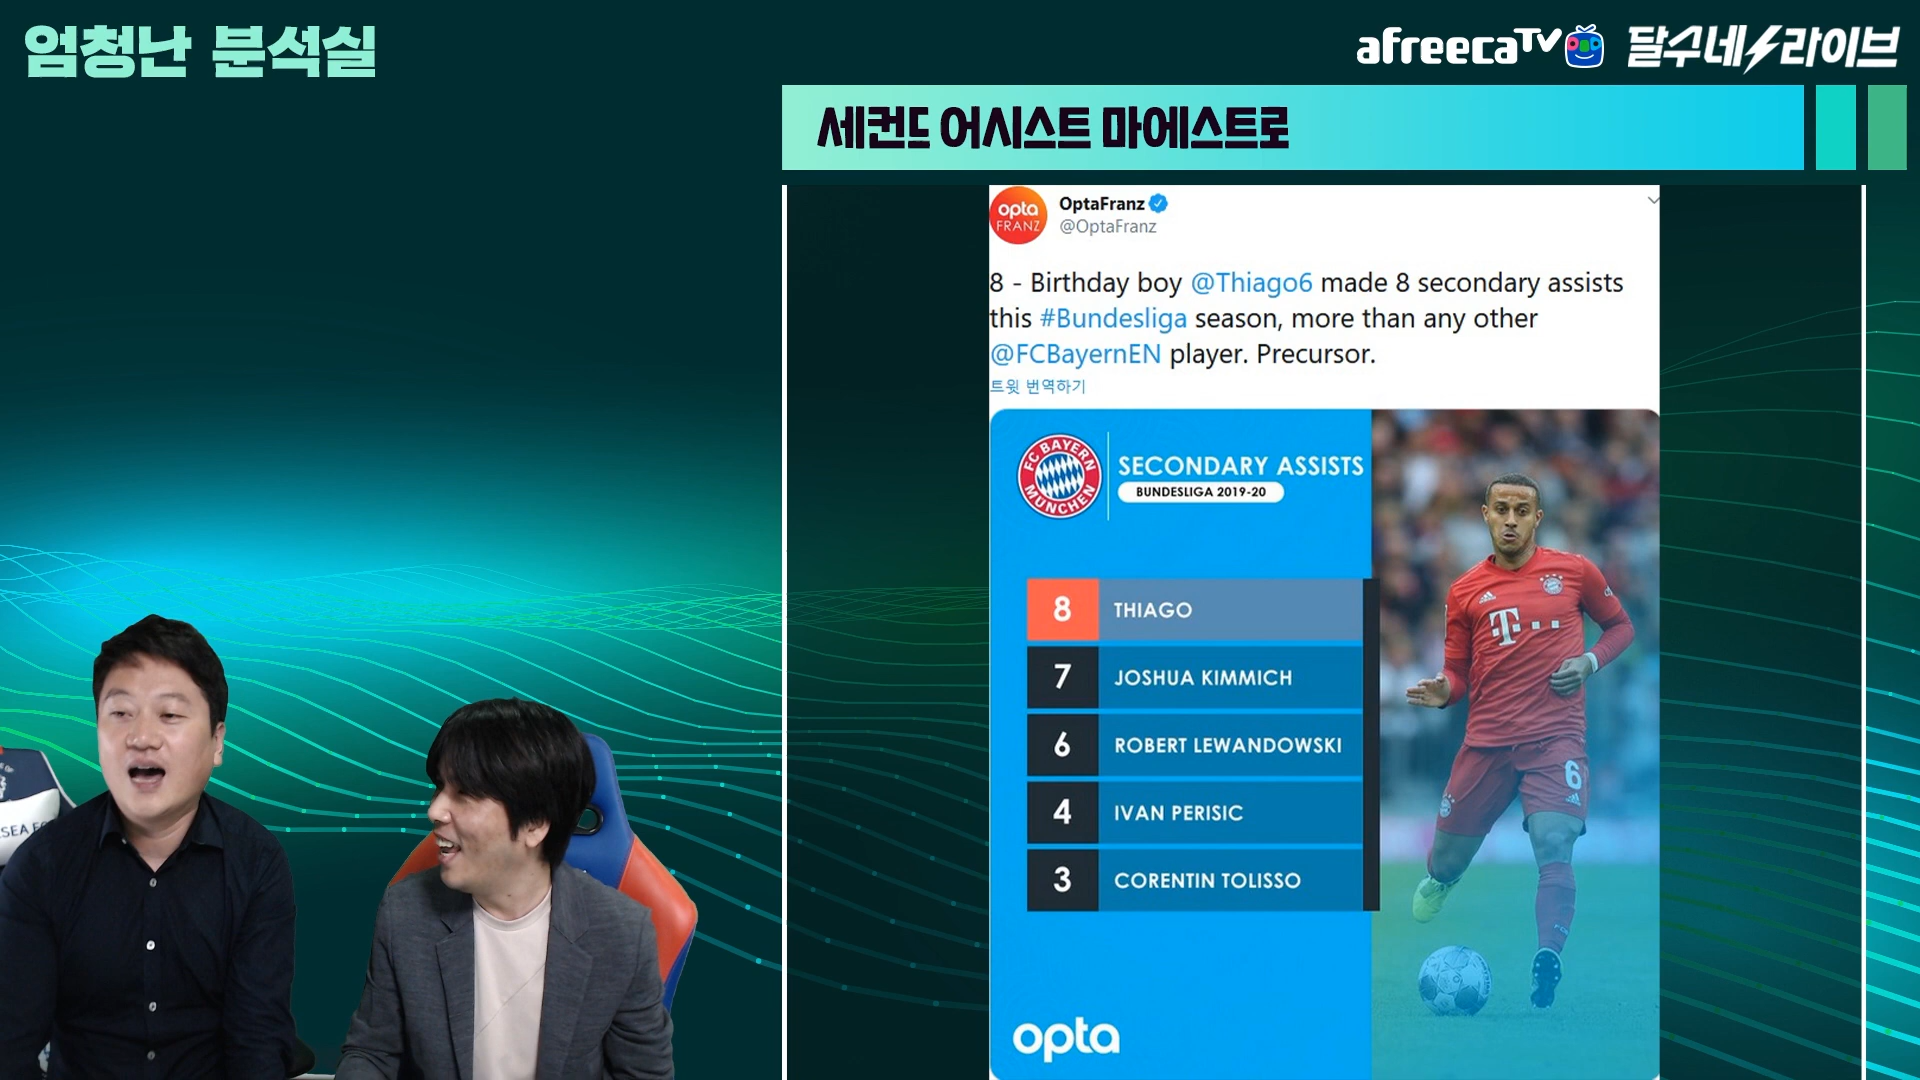 엄청난 분석실
afreecaTV
달수네라이브
세컨드 어시스트 마에스트로
opta
FRANZ
OptaFranz
@OptaFranz
8 - Birthday boy @Thiago6 made 8 secondary assists
this #Bundesliga season, more than any other
@FCBayernEN player. Precursor.
트윗 번역하기
FC BAYERN
MÜNCHEN
SECONDARY ASSISTS
BUNDESLIGA 2019-20
8 THIAGO
7 JOSHUA KIMMICH
6 ROBERT LEWANDOWSKI
4 IVAN PERISIC
3 CORENTIN TOLISSO
T
6
opta